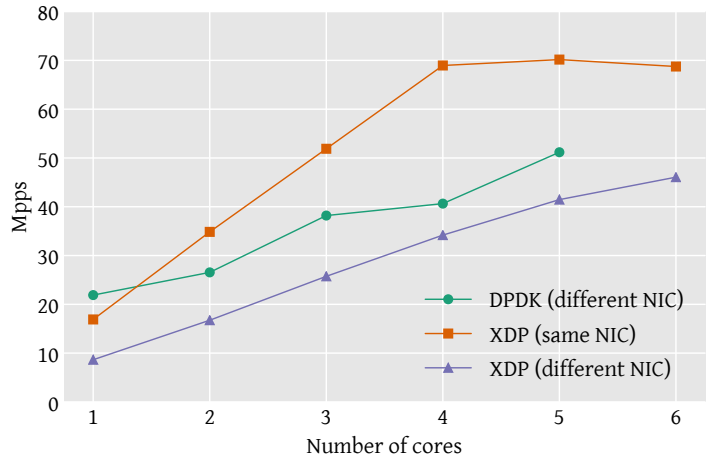 80
70
60
50
40
30
20
10
0
Mpps
DPDK (different NIC)
XDP (same NIC)
XDP (different NIC)
1 2 3 4 5 6
Number of cores